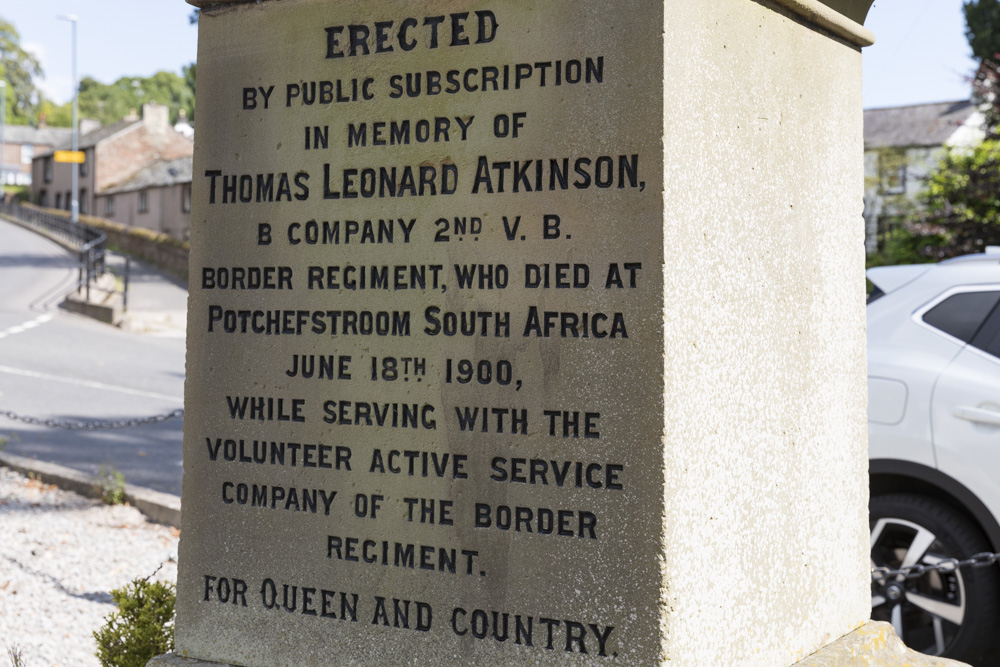 ERECTED
BY PUBLIC SUBSCRIPTION
IN MEMORY OF
THOMAS LEONARD ATKINSON,
B COMPANY 2ND V. B.
BORDER REGIMENT, WHO DIED AT
POTCHEFSTROOM SOUTH AFRICA
JUNE 18TH 1900,
WHILE SERVING WITH THE
VOLUNTEER ACTIVE SERVICE
COMPANY OF THE BORDER
REGIMENT.
FOR QUEEN AND COUNTRY.